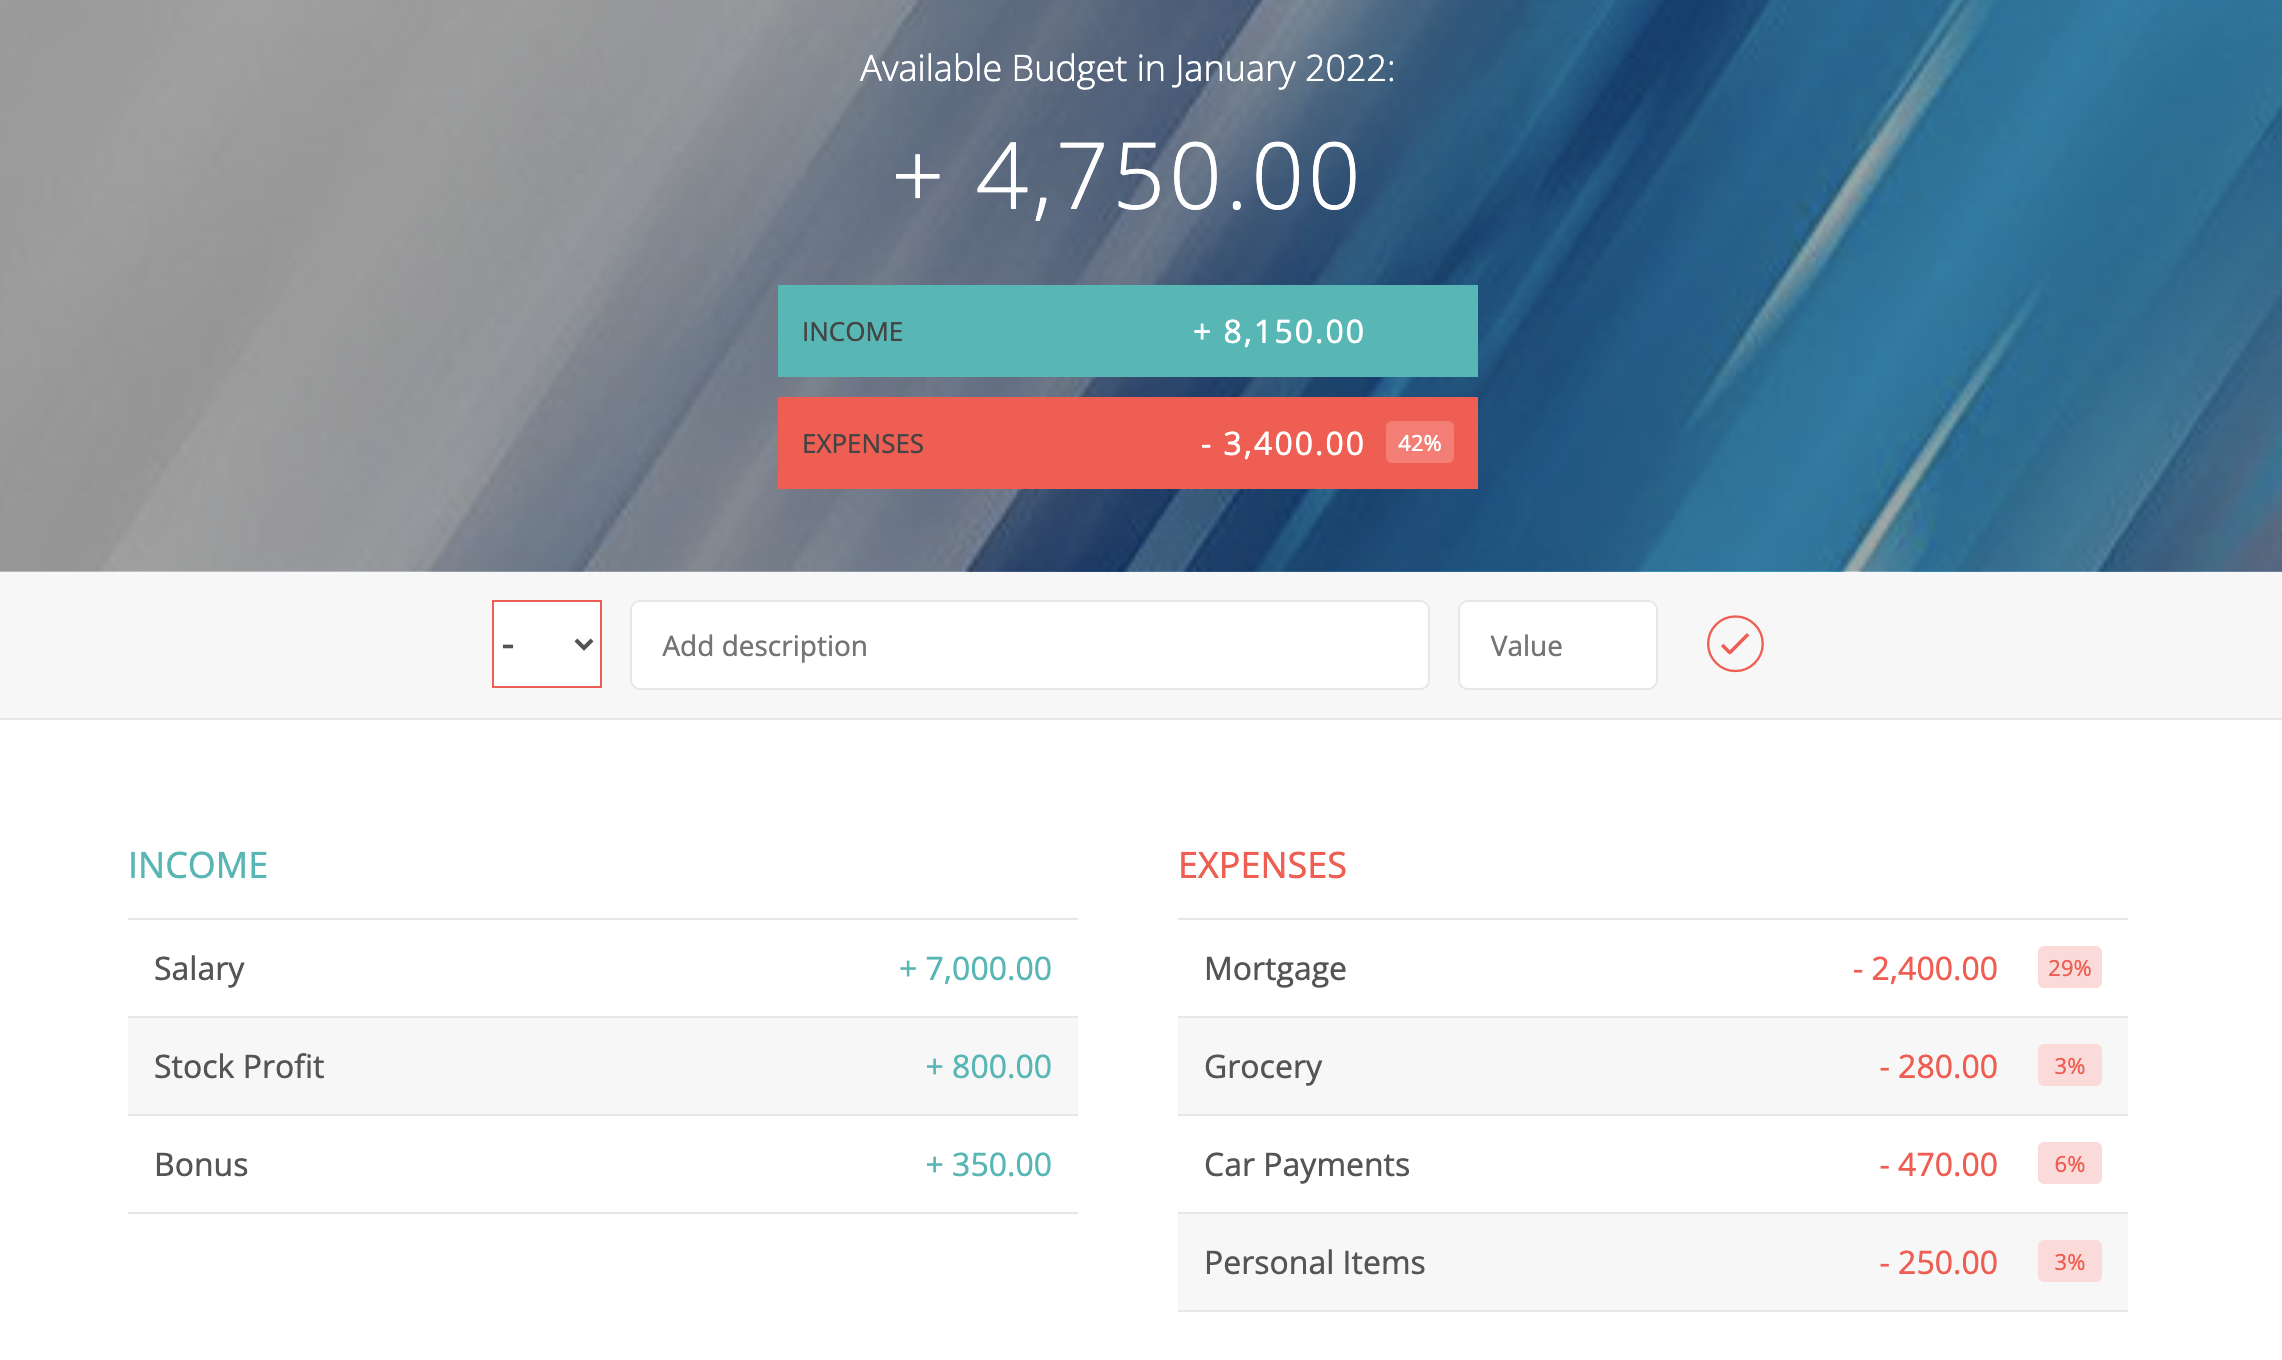 Available Budget in January 2022:
+ 4,750.00
INCOME + 8,150.00
EXPENSES - 3,400.00 42%
- Add description Value
INCOME
Salary + 7,000.00
Stock Profit + 800.00
Bonus + 350.00
EXPENSES
Mortgage - 2,400.00 29%
Grocery - 280.00 3%
Car Payments - 470.00 6%
Personal Items - 250.00 3%